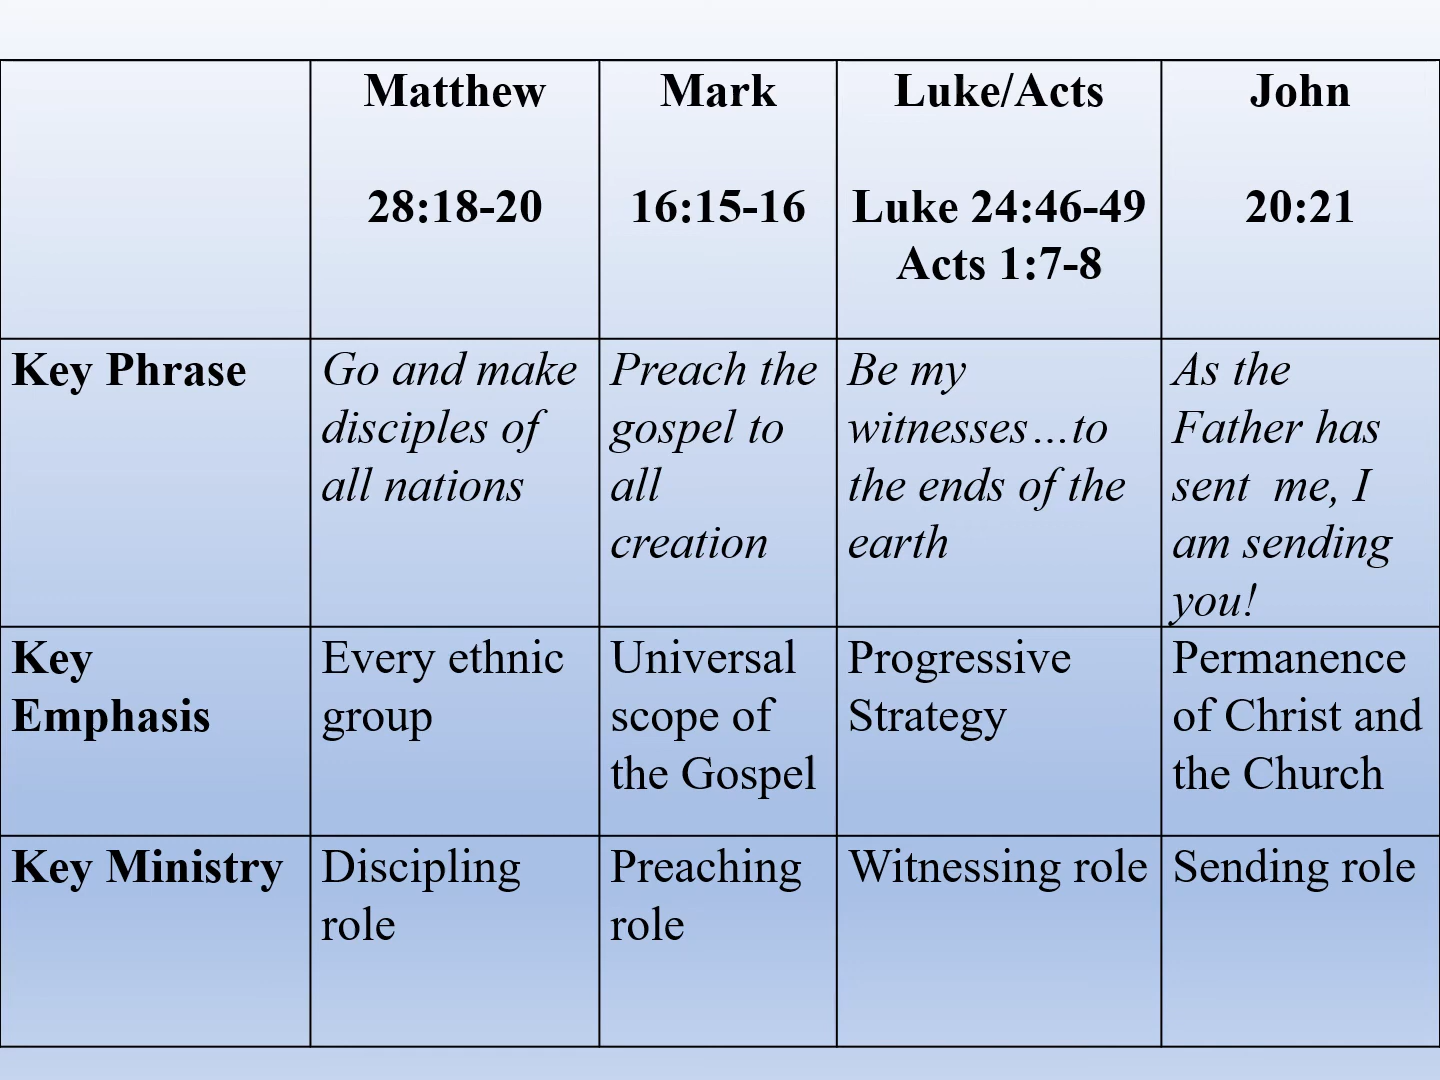 Matthew
28:18-20
Mark
16:15-16
Luke/Acts
Luke 24:46-49
Acts 1:7-8
John
20:21
Key Phrase
Go and make
disciples of
all nations
Preach the
gospel to
all
creation
Be my
witnesses…to
the ends of the
earth
As the
Father has
sent  me, I
am sending
you!
Key
Emphasis
Every ethnic
group
Universal
scope of
the Gospel
Progressive
Strategy
Permanence
of Christ and
the Church
Key Ministry
Discipling
role
Preaching
role
Witnessing role
Sending role